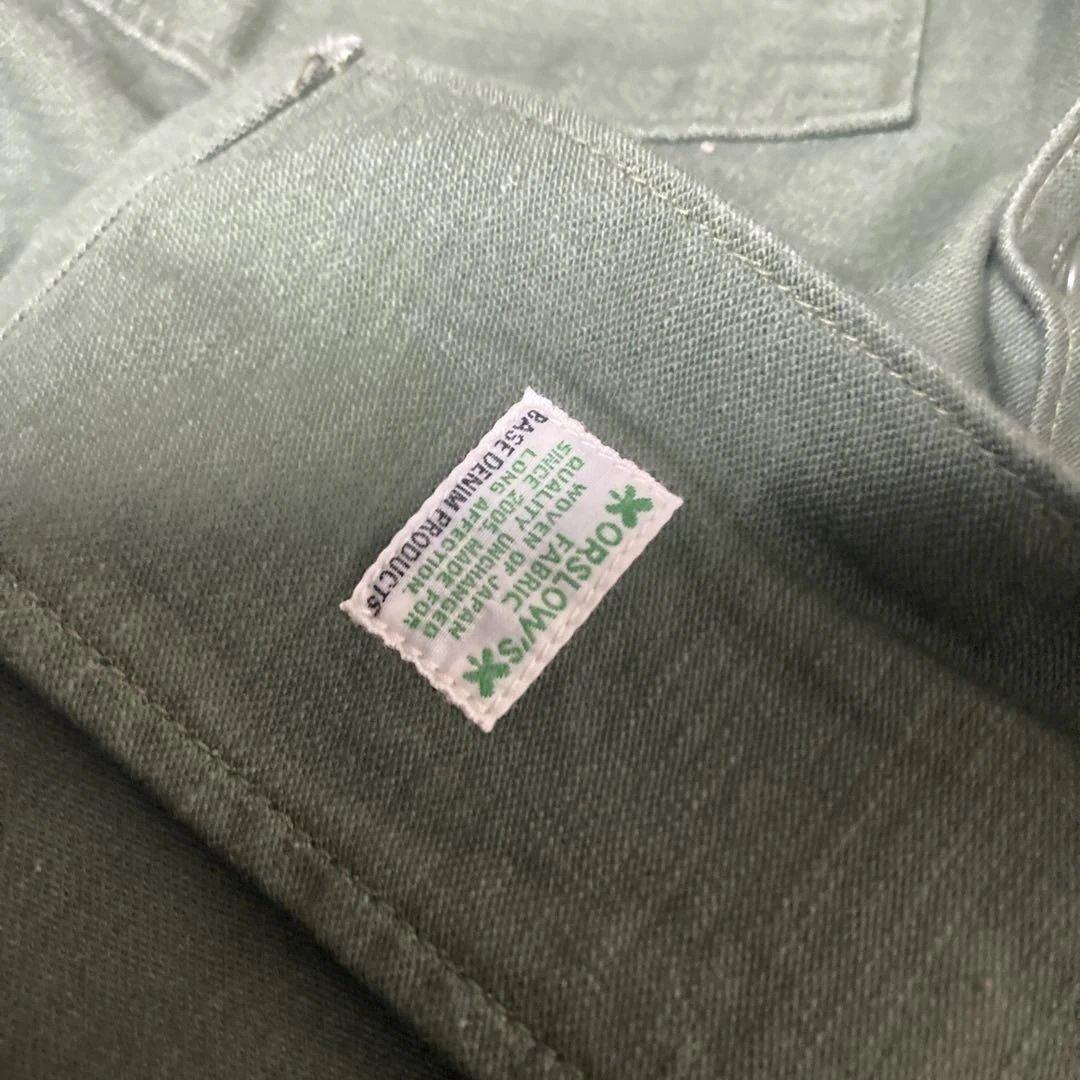 ORSLOW'S
FABRIC
WOVEN OF JAPAN
QUALITY, UNCHANGED
SINCE 2005. MADE FOR
LONG AFFECTION
BASE DENIM PRODUCTS